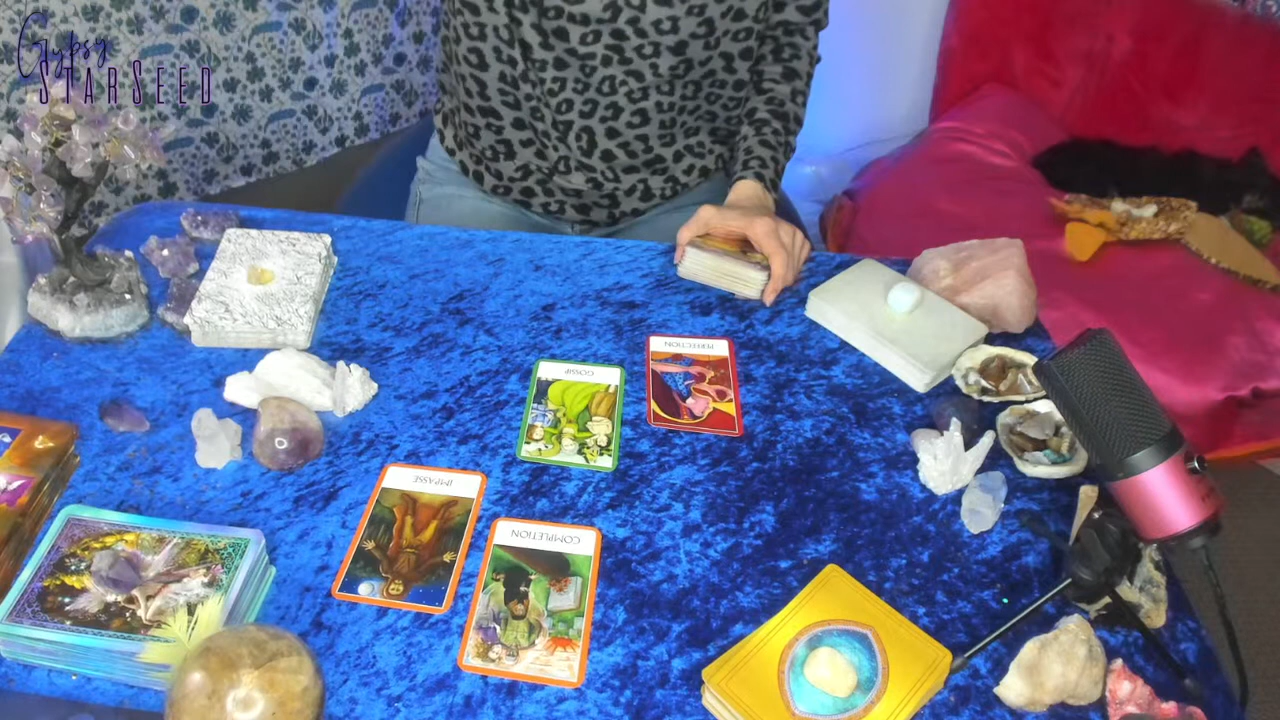 Gypsy
STARSEED
PERFECTION
GOSSIP
IMPASSE
COMPLETION